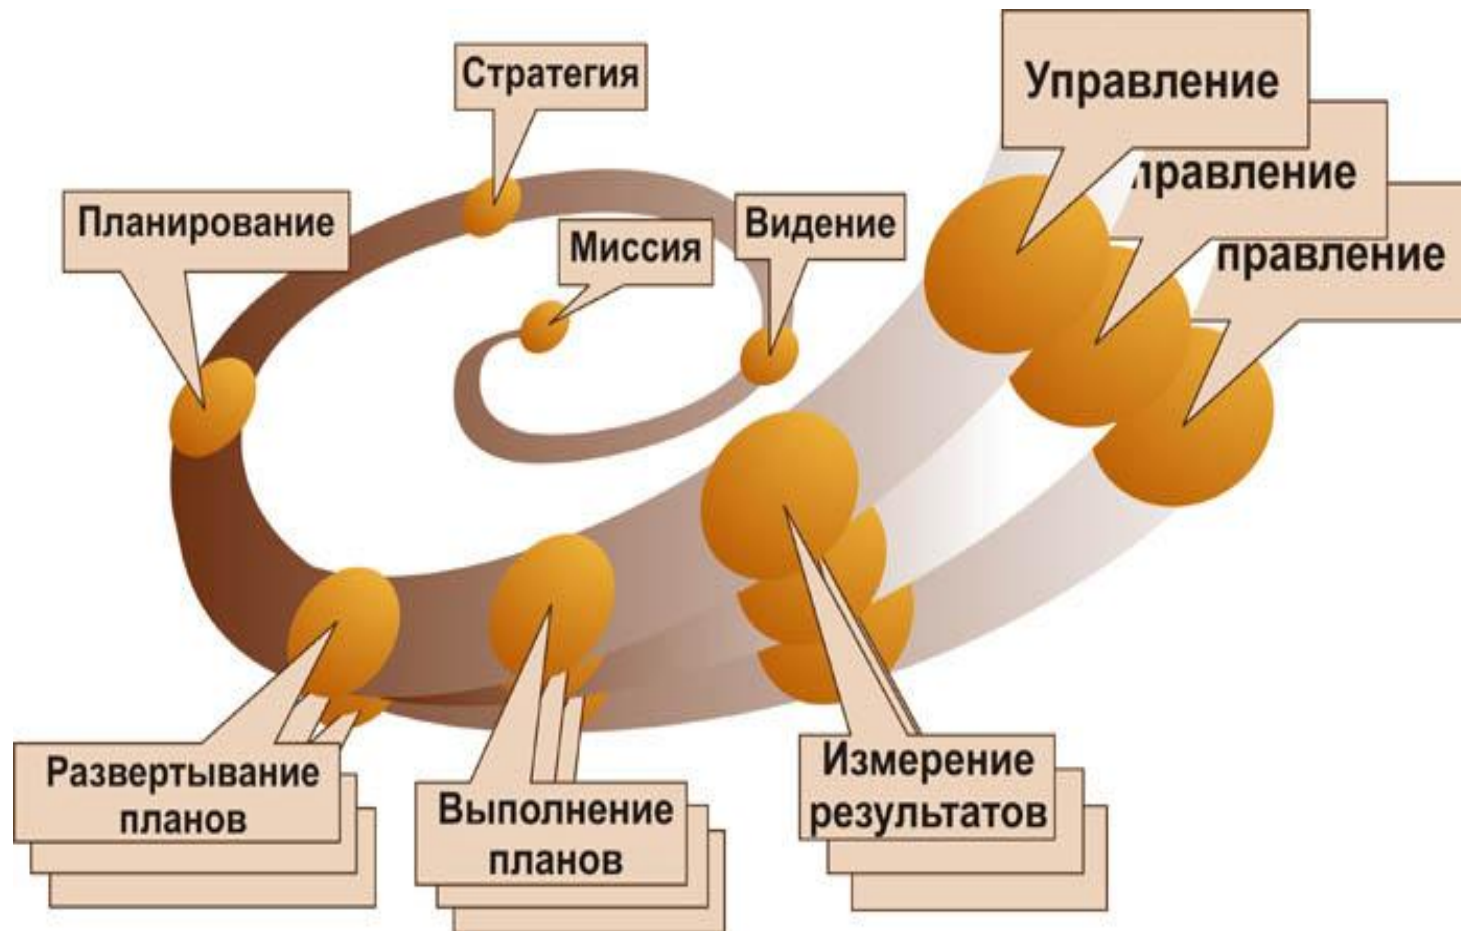 Стратегия
Управление
правление
Планирование
Миссия
Видение
правление
Развертывание
планов
Выполнение
планов
Измерение
результатов